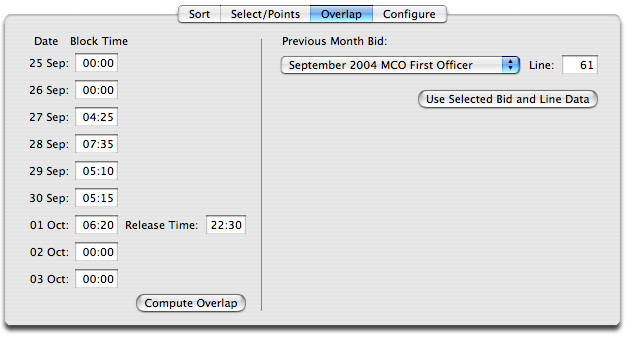 Sort Select/Points Overlap Configure
Date Block Time
25 Sep: 00:00
26 Sep: 00:00
27 Sep: 04:25
28 Sep: 07:35
29 Sep: 05:10
30 Sep: 05:15
01 Oct: 06:20 Release Time: 22:30
02 Oct: 00:00
03 Oct: 00:00
Compute Overlap
Previous Month Bid:
September 2004 MCO First Officer Line: 61
Use Selected Bid and Line Data